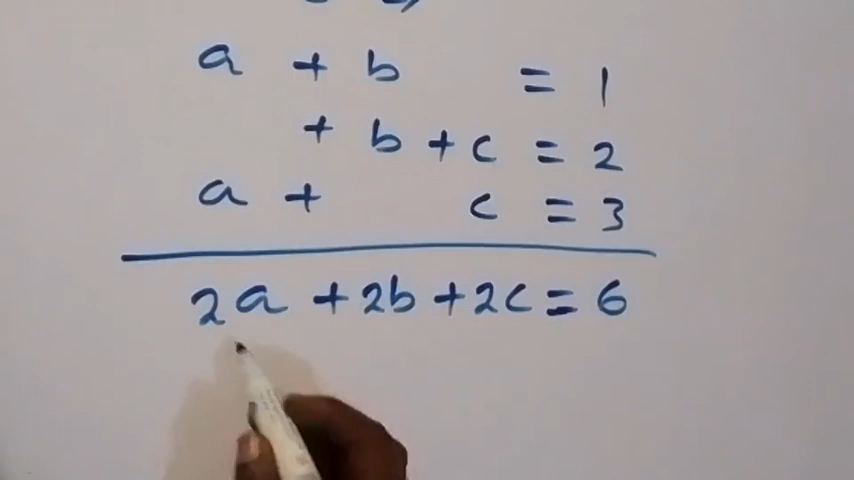 a + b = 1
+ b + c = 2
a + c = 3
2a + 2b + 2c = 6